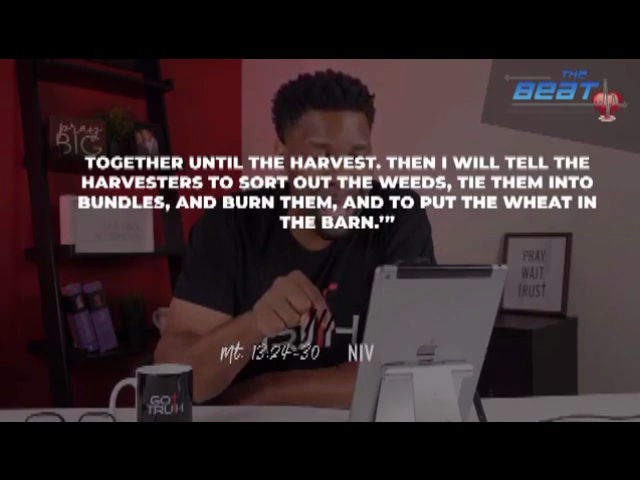 THE
BEAT
pray
BIG
TOGETHER UNTIL THE HARVEST. THEN I WILL TELL THE
HARVESTERS TO SORT OUT THE WEEDS, TIE THEM INTO
BUNDLES, AND BURN THEM, AND TO PUT THE WHEAT IN
THE BARN.'”
PRAY.
WAIT.
TRUST.
Mt. 13:24-30 NIV
GOT
TRUTH